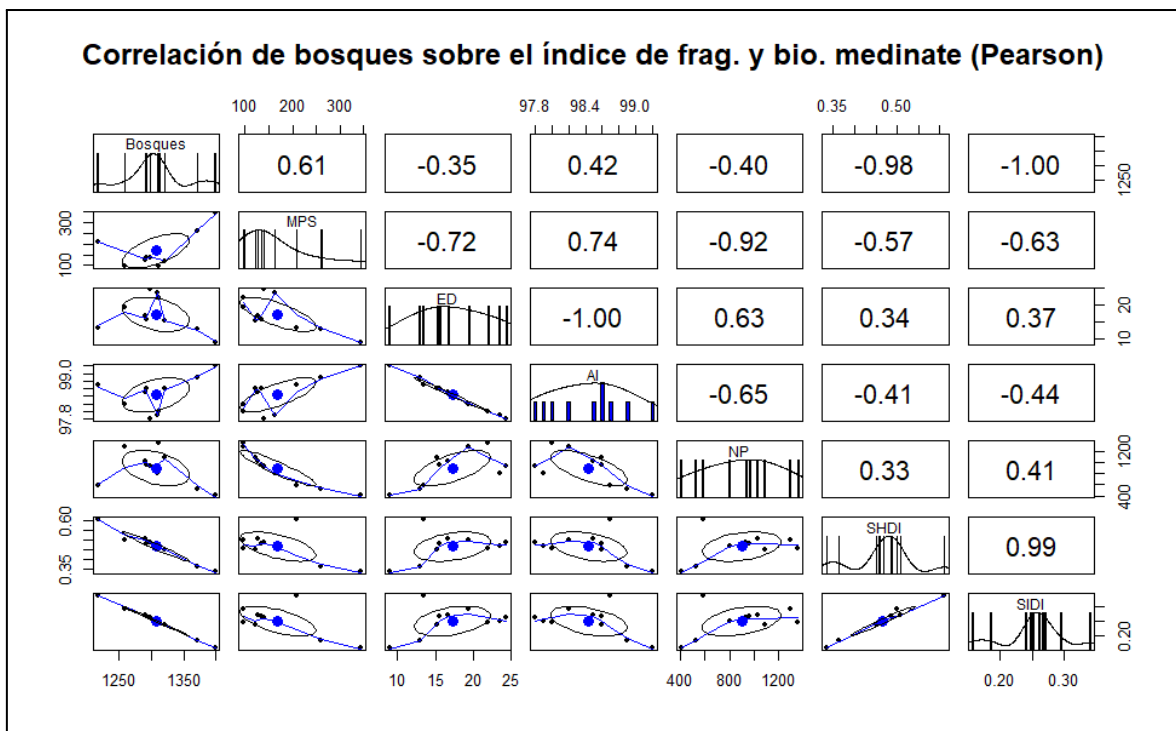 Correlación de bosques sobre el índice de frag. y bio. medinate (Pearson)
100 200 300 97.8 98.4 99.0 0.35 0.50
Bosques 0.61 -0.35 0.42 -0.40 -0.98 -1.00 1250
100 300 MPS -0.72 0.74 -0.92 -0.57 -0.63
ED -1.00 0.63 0.34 0.37 10 20
97.8 99.0 AI -0.65 -0.41 -0.44
NP 0.33 0.41 400 1200
0.35 0.60 SHDI 0.99
SIDI 0.20
1250 1350 10 15 20 25 400 800 1200 0.20 0.30